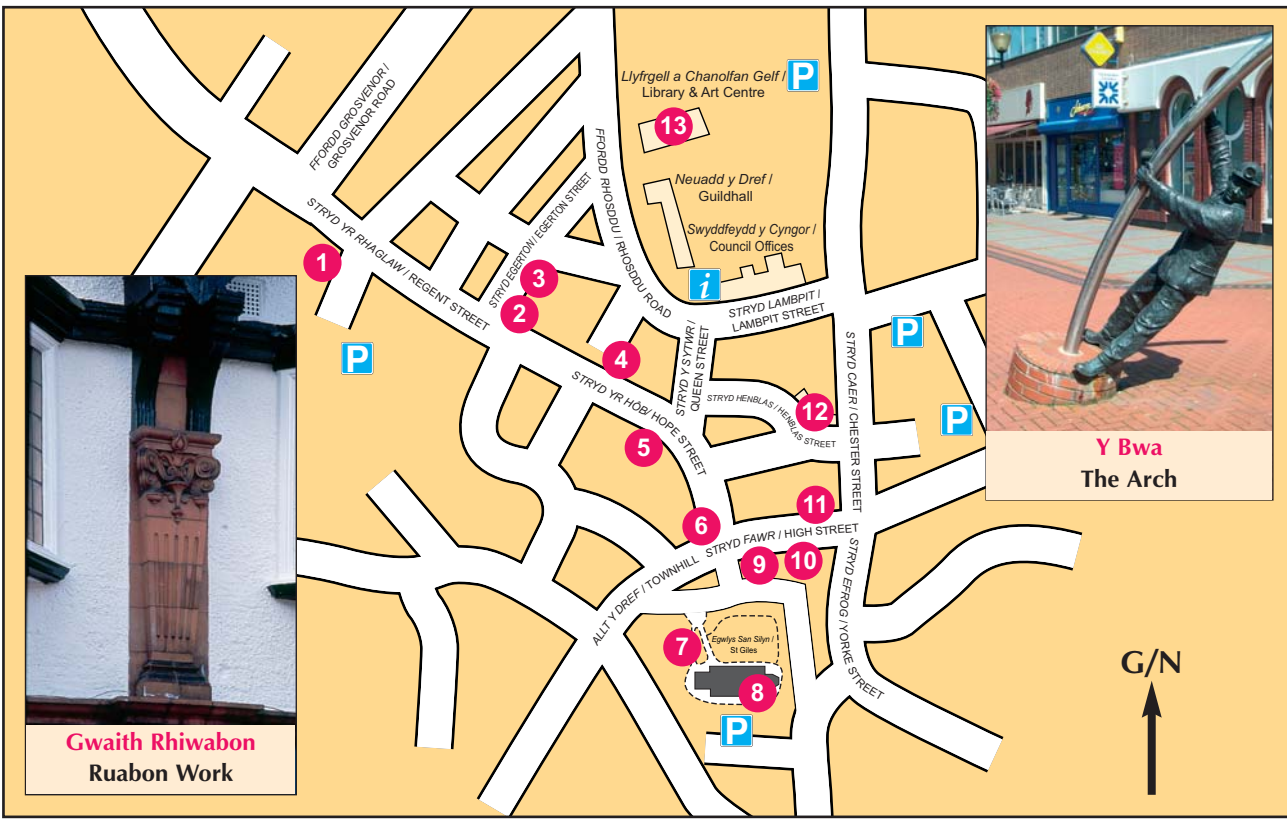 Llyfrgell a Chanolfan Gelf /
Library & Art Centre
P
13
FFORDD GROSVENOR /
GROSVENOR ROAD
FFORDD RHOSDDU / RHOSDDU ROAD
Neuadd y Dref /
Guildhall
Swyddfeydd y Cyngor /
Council Offices
STRYD YR RHAGLAW / REGENT STREET
STRYD EGERTON / EGERTON STREET
1
3
2
i
STRYD LAMBPIT /
LAMBPIT STREET
P
P
4
STRYD Y SYTWR /
QUEEN STREET
STRYD CAER / CHESTER STREET
STRYD YR HÔB / HOPE STREET
STRYD HENBLAS / HENBLAS STREET
12
P
5
11
6
STRYD FAWR / HIGH STREET
9
10
ALLT Y DREF / TOWNHILL
STRYD EFROG / YORKE STREET
7
Egwlys San Silyn /
St Giles
8
P
Y Bwa
The Arch
Gwaith Rhiwabon
Ruabon Work
G/N